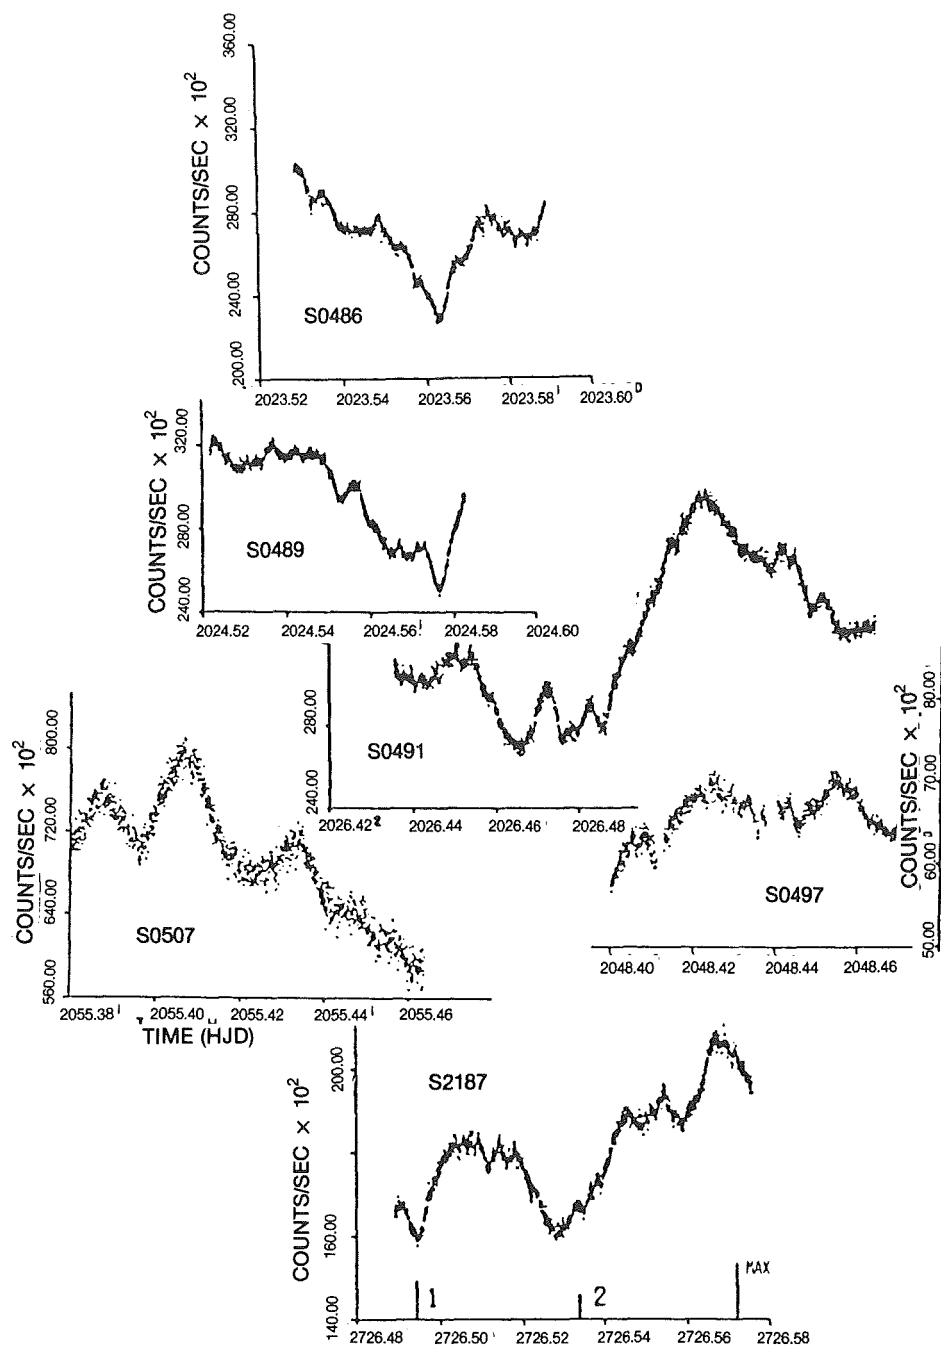 360.00
320.00
280.00
240.00
200.00
COUNTS/SEC × 10²
S0486
2023.52 2023.54 2023.56 2023.58 2023.60
320.00
280.00
240.00
COUNTS/SEC × 10²
S0489
2024.52 2024.54 2024.56 2024.58 2024.60
280.00
240.00
COUNTS/SEC × 10²
S0491
2026.42 2026.44 2026.46 2026.48
80.00
70.00
60.00
50.00
COUNTS/SEC × 10²
S0497
2048.40 2048.42 2048.44 2048.46
800.00
720.00
640.00
560.00
COUNTS/SEC × 10²
S0507
2055.38 2055.40 2055.42 2055.44 2055.46
TIME (HJD)
200.00
160.00
140.00
COUNTS/SEC × 10²
S2187
1
2
MAX
2726.48 2726.50 2726.52 2726.54 2726.56 2726.58